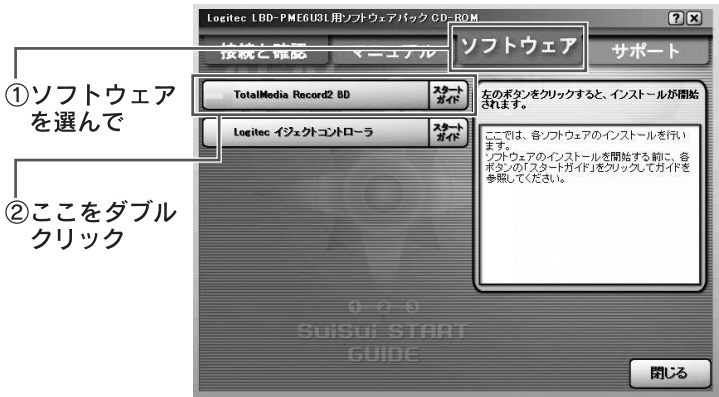 Logitec LBD-PME6U3L用ソフトウェアパック CD-ROM
?
×
接続と確認
マニュアル
ソフトウェア
サポート
①ソフトウェア
を選んで
TotalMedia Record2 BD
スタート
ガイド
左のボタンをクリックすると、インストールが開始
されます。
Logitec イジェクトコントローラ
スタート
ガイド
ここでは、各ソフトウェアのインストールを行い
ます。
ソフトウェアのインストールを開始する前に、各
ボタンの「スタートガイド」をクリックしてガイドを
参照してください。
②ここをダブル
クリック
①-②-③
SuiSui START
GUIDE
閉じる